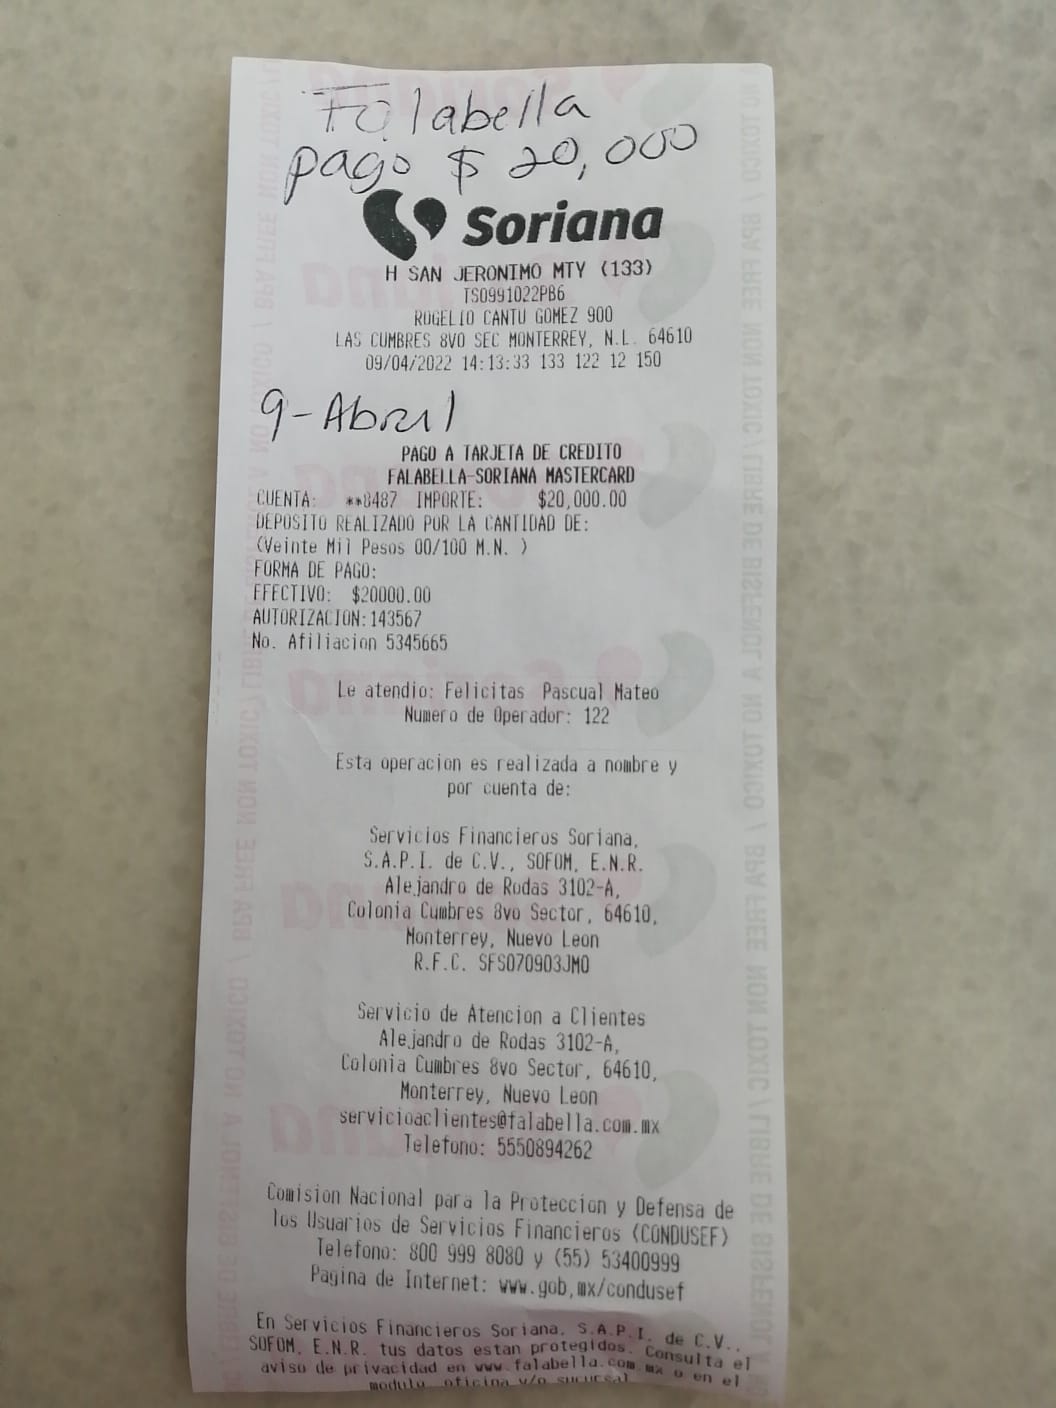 Falabella
pago $ 20,000
Soriana
H SAN JERONIMO MTY (133)
TSO991022PB6
ROGELIO CANTU GOMEZ 900
LAS CUMBRES 8VO SEC MONTERREY, N.L. 64610
09/04/2022 14:13:33 133 122 12 150
9-Abril
PAGO A TARJETA DE CREDITO
FALABELLA-SORIANA MASTERCARD
CUENTA: **8487 IMPORTE: $20,000.00
DEPOSITO REALIZADO POR LA CANTIDAD DE:
(Veinte Mil Pesos 00/100 M.N. )
FORMA DE PAGO:
EFECTIVO: $20000.00
AUTORIZACION:143567
No. Afiliacion 5345665
Le atendio: Felicitas Pascual Mateo
Numero de Operador: 122
Esta operacion es realizada a nombre y
por cuenta de:
Servicios Financieros Soriana,
S.A.P.I. de C.V., SOFOM, E.N.R.
Alejandro de Rodas 3102-A,
Colonia Cumbres 8vo Sector, 64610,
Monterrey, Nuevo Leon
R.F.C. SFS070903JM0
Servicio de Atencion a Clientes
Alejandro de Rodas 3102-A,
Colonia Cumbres 8vo Sector, 64610,
Monterrey, Nuevo Leon
servicioaclientes@falabella.com.mx
Telefono: 5550894262
Comision Nacional para la Proteccion y Defensa de
los Usuarios de Servicios Financieros (CONDUSEF)
Telefono: 800 999 8080 y (55) 53400999
Pagina de Internet: www.gob.mx/condusef
En Servicios Financieros Soriana, S.A.P.I. de C.V.,
SOFOM, E.N.R. tus datos estan protegidos. Consulta el
aviso de privacidad en www.falabella.com.mx o en el
modulo, oficina y/o sucursal